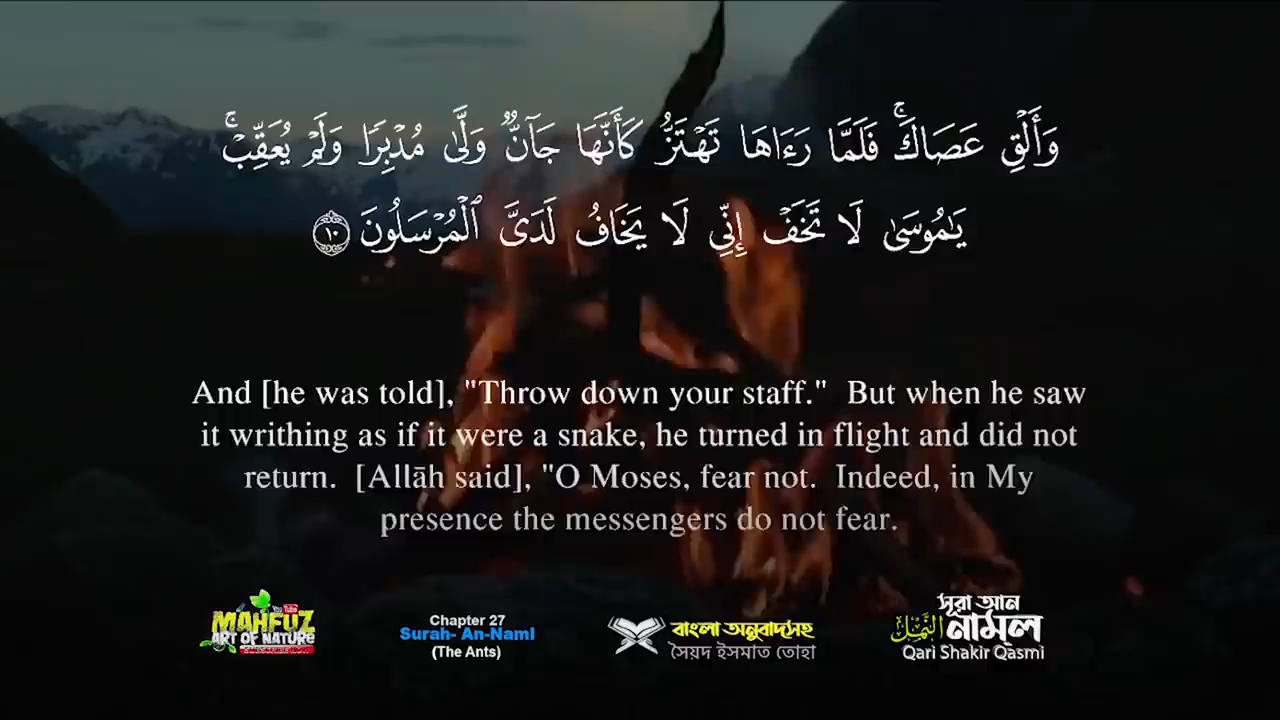 وَأَلْقِ عَصَاكَ ۚ فَلَمَّا رَءَاهَا تَهْتَزُّ كَأَنَّهَا جَآنٌّ وَلَّىٰ مُدْبِرًا وَلَمْ يُعَقِّبْ ۚ
يَٰمُوسَىٰ لَا تَخَفْ إِنِّى لَا يَخَافُ لَدَىَّ ٱلْمُرْسَلُونَ ١٠
And [he was told], "Throw down your staff."  But when he saw
it writhing as if it were a snake, he turned in flight and did not
return.  [Allāh said], "O Moses, fear not.  Indeed, in My
presence the messengers do not fear.
MAHFUZ
ART OF NATURE
SUBSCRIBE NOW
Chapter 27
Surah- An-Naml
(The Ants)
বাংলা অনুবাদসহ
সৈয়দ ইসমাত তোহা
সূরা আন
النَّمْل নাম্‌ল
Qari Shakir Qasmi